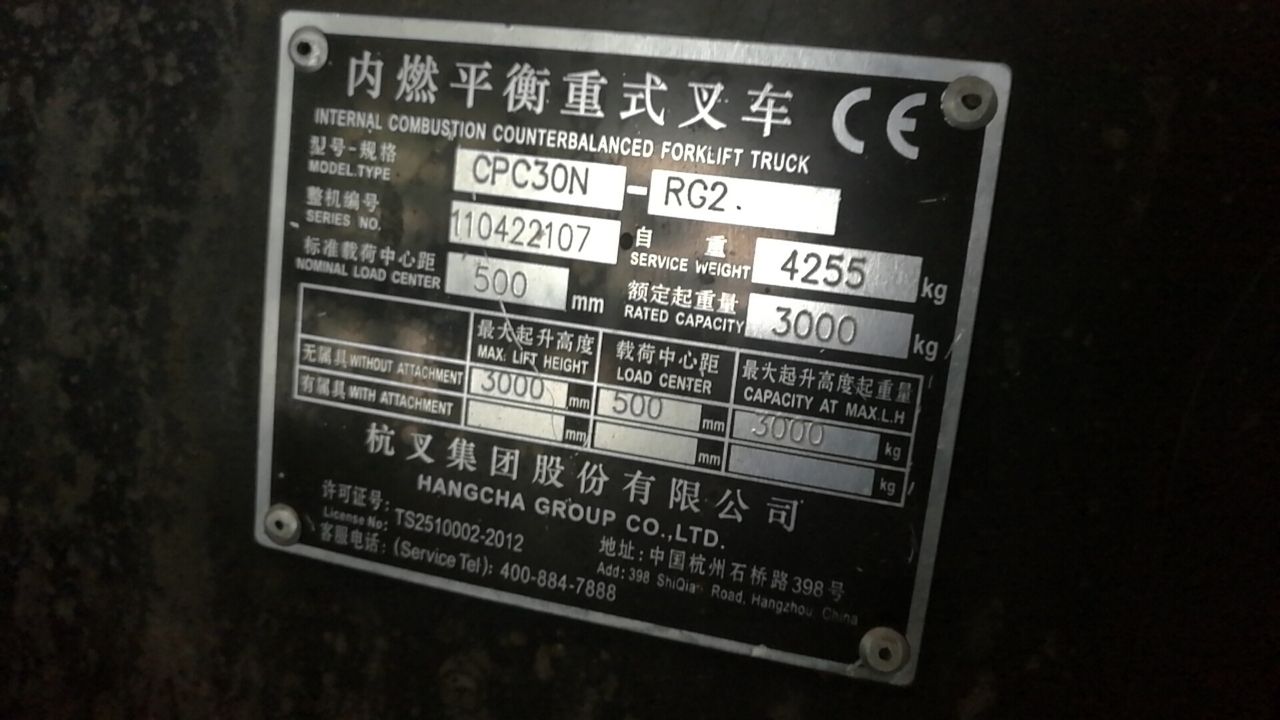 内燃平衡重式叉车 CE
INTERNAL COMBUSTION COUNTERBALANCED FORKLIFT TRUCK
型号-规格
MODEL.TYPE CPC30N - RG2.
整机编号
SERIES NO. 110422107
自重
SERVICE WEIGHT 4255 kg
标准载荷中心距
NOMINAL LOAD CENTER 500 mm
额定起重量
RATED CAPACITY 3000 kg
最大起升高度 载荷中心距 最大起升高度起重量
MAX. LIFT HEIGHT LOAD CENTER CAPACITY AT MAX.L.H
无属具 WITHOUT ATTACHMENT 3000 mm 500 mm 3000 kg
有属具 WITH ATTACHMENT mm mm kg
杭叉集团股份有限公司
HANGCHA GROUP CO.,LTD.
许可证号:
License No: TS2510002-2012
客服电话: (Service Tel): 400-884-7888
地址: 中国杭州石桥路398号
Add: 398 ShiQiao Road, Hangzhou, China